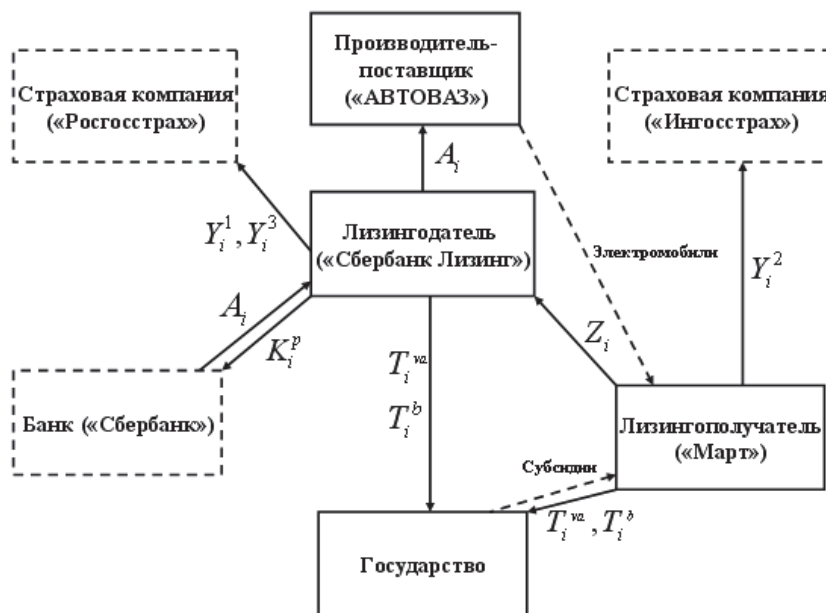 Производитель-
поставщик
(«АВТОВАЗ»)
Страховая компания
(«Росгосстрах»)
Страховая компания
(«Ингосстрах»)
A_i
Y_i^1, Y_i^3
Лизингодатель
(«Сбербанк Лизинг»)
Электромобили
Y_i^2
A_i
K_i^p
Z_i
T_i^{va}
T_i^b
Банк («Сбербанк»)
Лизингополучатель
(«Март»)
Субсидии
T_i^{va}, T_i^b
Государство